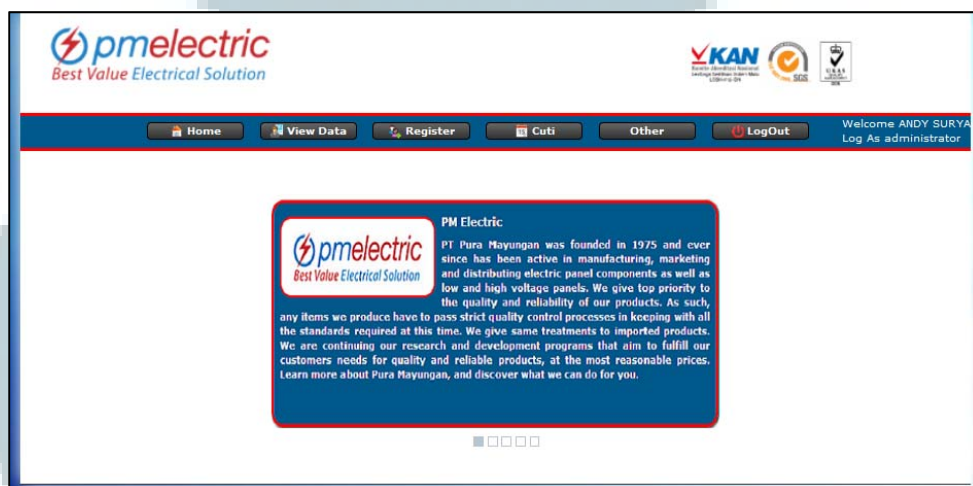 pmelectric
Best Value Electrical Solution
KAN
SGS
UKAS
Home
View Data
Register
Cuti
Other
LogOut
Welcome ANDY SURYA
Log As administrator
pmelectric
Best Value Electrical Solution
PM Electric
PT Pura Mayungan was founded in 1975 and ever
since has been active in manufacturing, marketing
and distributing electric panel components as well as
low and high voltage panels. We give top priority to
the quality and reliability of our products. As such,
any items we produce have to pass strict quality control processes in keeping with all
the standards required at this time. We give same treatments to imported products.
We are continuing our research and development programs that aim to fulfill our
customers needs for quality and reliable products, at the most reasonable prices.
Learn more about Pura Mayungan, and discover what we can do for you.